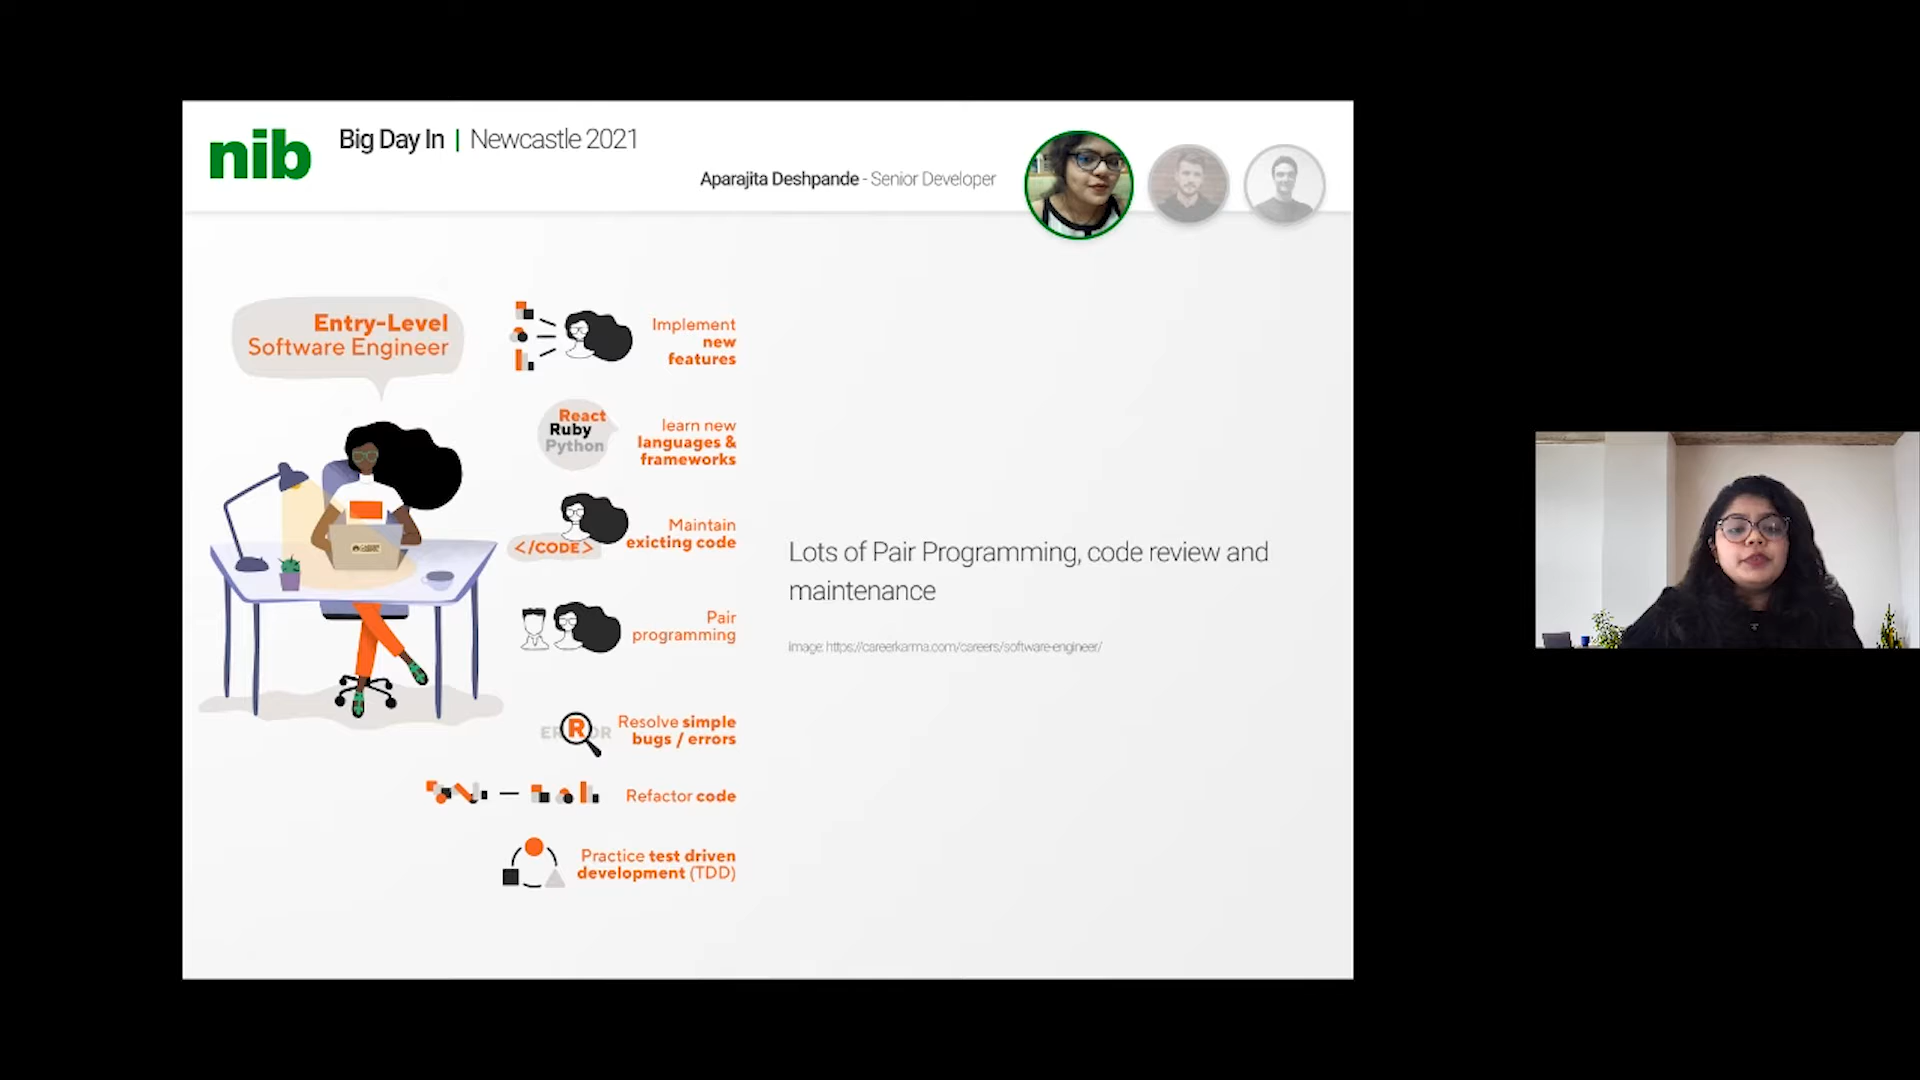 nib
Big Day In | Newcastle 2021
Aparajita Deshpande - Senior Developer
Entry-Level
Software Engineer
Implement
new
features
React
Ruby
Python
learn new
languages &
frameworks
</CODE>
Maintain
exicting code
Pair
programming
Lots of Pair Programming, code review and
maintenance
Image: https://careerkarma.com/careers/software-engineer/
ERROR
Resolve simple
bugs / errors
Refactor code
Practice test driven
development (TDD)